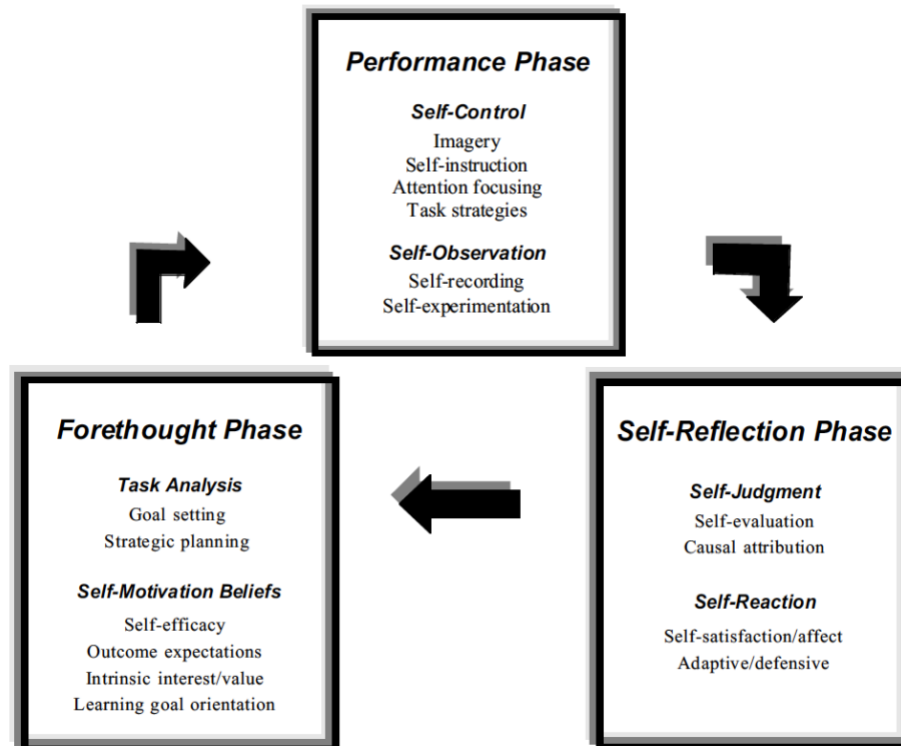 Performance Phase
Self-Control
Imagery
Self-instruction
Attention focusing
Task strategies
Self-Observation
Self-recording
Self-experimentation
Forethought Phase
Task Analysis
Goal setting
Strategic planning
Self-Motivation Beliefs
Self-efficacy
Outcome expectations
Intrinsic interest/value
Learning goal orientation
Self-Reflection Phase
Self-Judgment
Self-evaluation
Causal attribution
Self-Reaction
Self-satisfaction/affect
Adaptive/defensive